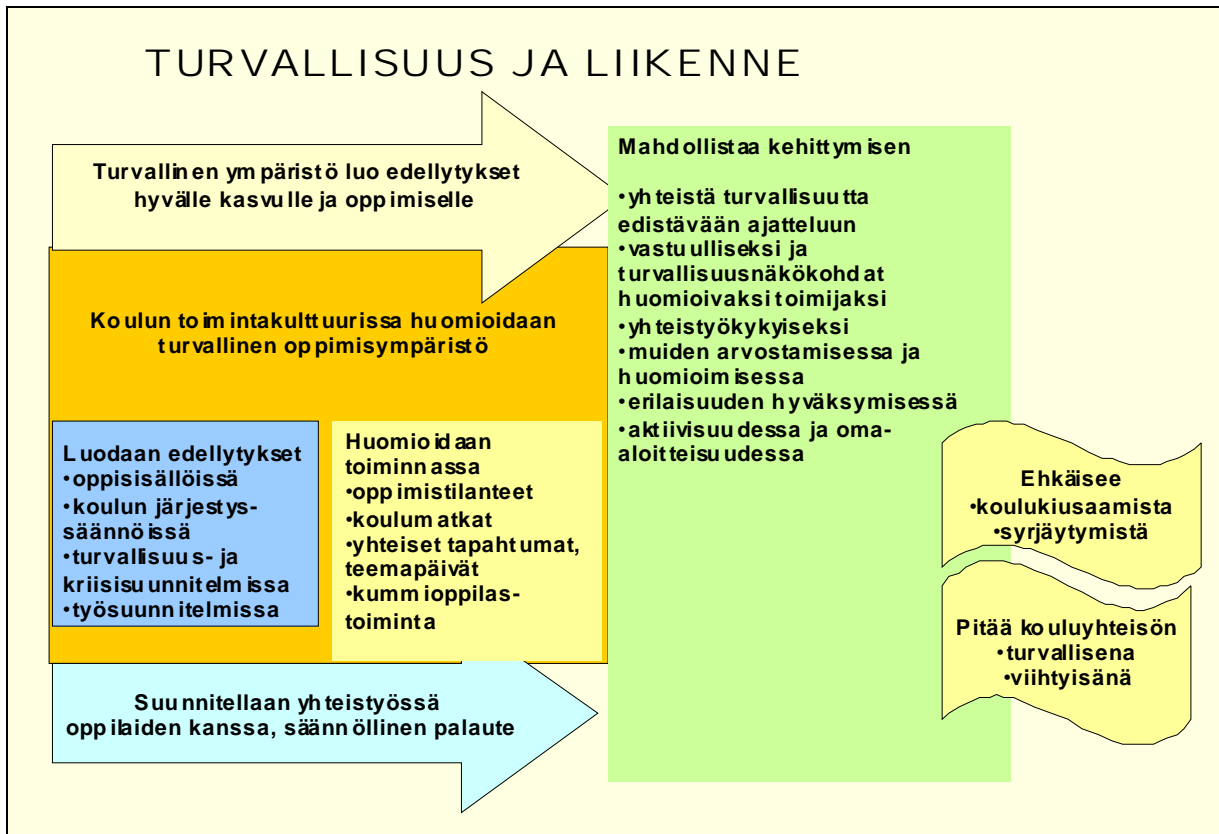 TURVALLISUUS JA LIIKENNE
Turvallinen ympäristö luo edellytykset
hyvälle kasvulle ja oppimiselle
Koulun toimintakulttuurissa huomioidaan
turvallinen oppimisympäristö
Luodaan edellytykset
•oppisisällöissä
•koulun järjestys-
säännöissä
•turvallisuus- ja
kriisisuunnitelmissa
•työsuunnitelmissa
Huomioidaan
toiminnassa
•oppimistilanteet
•koulumatkat
•yhteiset tapahtumat,
teemapäivät
•kummioppilas-
toiminta
Suunnitellaan yhteistyössä
oppilaiden kanssa, säännöllinen palaute
Mahdollistaa kehittymisen
•yhteistä turvallisuutta
edistävään ajatteluun
•vastuulliseksi ja
turvallisuusnäkökohdat
huomioivaksi toimijaksi
•yhteistyökykyiseksi
•muiden arvostamisessa ja
huomioimisessa
•erilaisuuden hyväksymisessä
•aktiivisuudessa ja oma-
aloitteisuudessa
Ehkäisee
•koulukiusaamista
•syrjäytymistä
Pitää kouluyhteisön
•turvallisena
•viihtyisänä